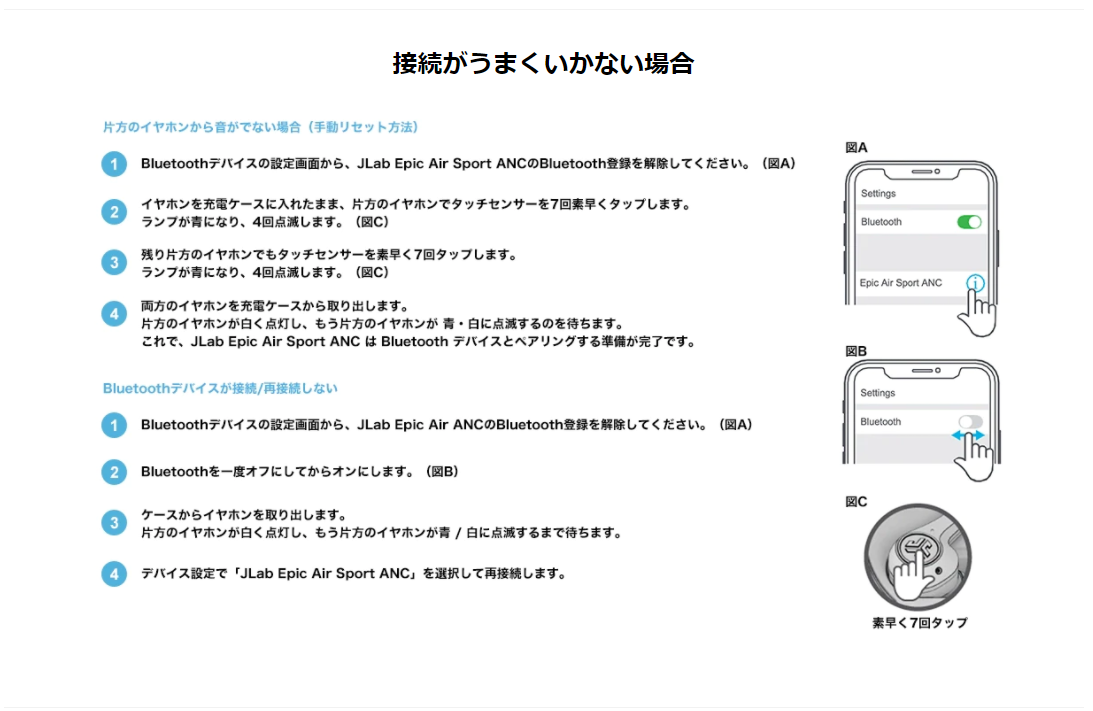 接続がうまくいかない場合
片方のイヤホンから音がでない場合（手動リセット方法）
1 Bluetoothデバイスの設定画面から、JLab Epic Air Sport ANCのBluetooth登録を解除してください。（図A）
2 イヤホンを充電ケースに入れたまま、片方のイヤホンでタッチセンサーを7回素早くタップします。
ランプが青になり、4回点滅します。（図C）
3 残り片方のイヤホンでもタッチセンサーを素早く7回タップします。
ランプが青になり、4回点滅します。（図C）
4 両方のイヤホンを充電ケースから取り出します。
片方のイヤホンが白く点灯し、もう片方のイヤホンが 青・白に点滅するのを待ちます。
これで、JLab Epic Air Sport ANC は Bluetooth デバイスとペアリングする準備が完了です。
Bluetoothデバイスが接続/再接続しない
1 Bluetoothデバイスの設定画面から、JLab Epic Air ANCのBluetooth登録を解除してください。（図A）
2 Bluetoothを一度オフにしてからオンにします。（図B）
3 ケースからイヤホンを取り出します。
片方のイヤホンが白く点灯し、もう片方のイヤホンが青 / 白に点滅するまで待ちます。
4 デバイス設定で「JLab Epic Air Sport ANC」を選択して再接続します。
図A
Settings
Bluetooth
Epic Air Sport ANC
図B
Settings
Bluetooth
図C
素早く7回タップ